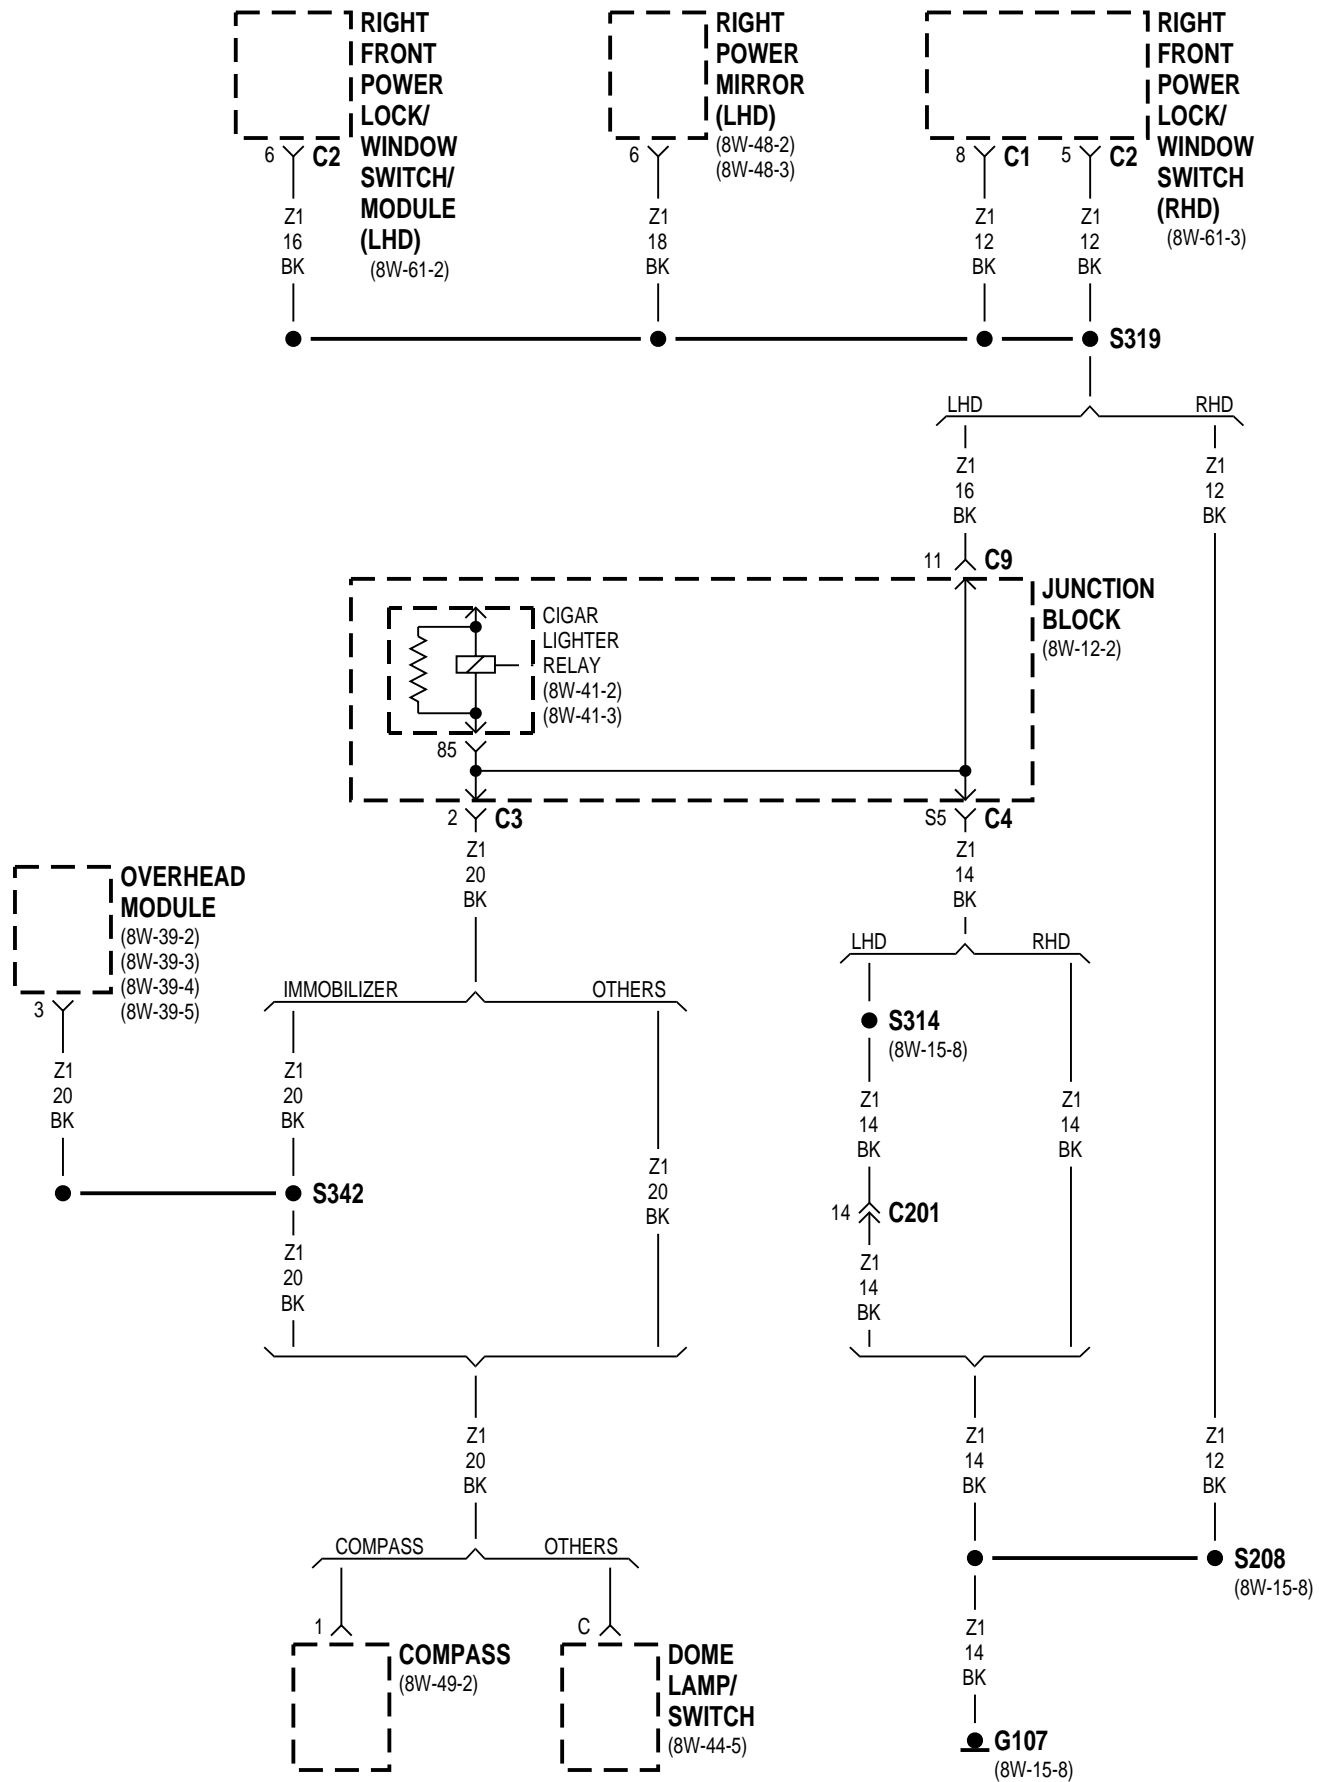 RIGHT
FRONT
POWER
LOCK/
WINDOW
SWITCH/
MODULE
(LHD)
(8W-61-2)
6
C2
Z1
16
BK
RIGHT
POWER
MIRROR
(LHD)
(8W-48-2)
(8W-48-3)
6
Z1
18
BK
RIGHT
FRONT
POWER
LOCK/
WINDOW
SWITCH
(RHD)
(8W-61-3)
8
C1
5
C2
Z1
12
BK
Z1
12
BK
S319
LHD
RHD
Z1
16
BK
Z1
12
BK
11
C9
JUNCTION
BLOCK
(8W-12-2)
CIGAR
LIGHTER
RELAY
(8W-41-2)
(8W-41-3)
85
2
C3
S5
C4
Z1
20
BK
Z1
14
BK
OVERHEAD
MODULE
(8W-39-2)
(8W-39-3)
(8W-39-4)
(8W-39-5)
3
Z1
20
BK
IMMOBILIZER
OTHERS
Z1
20
BK
S342
Z1
20
BK
Z1
20
BK
LHD
RHD
S314
(8W-15-8)
Z1
14
BK
Z1
14
BK
14
C201
Z1
14
BK
Z1
20
BK
Z1
14
BK
Z1
12
BK
COMPASS
OTHERS
S208
(8W-15-8)
1
C
COMPASS
(8W-49-2)
DOME
LAMP/
SWITCH
(8W-44-5)
Z1
14
BK
G107
(8W-15-8)